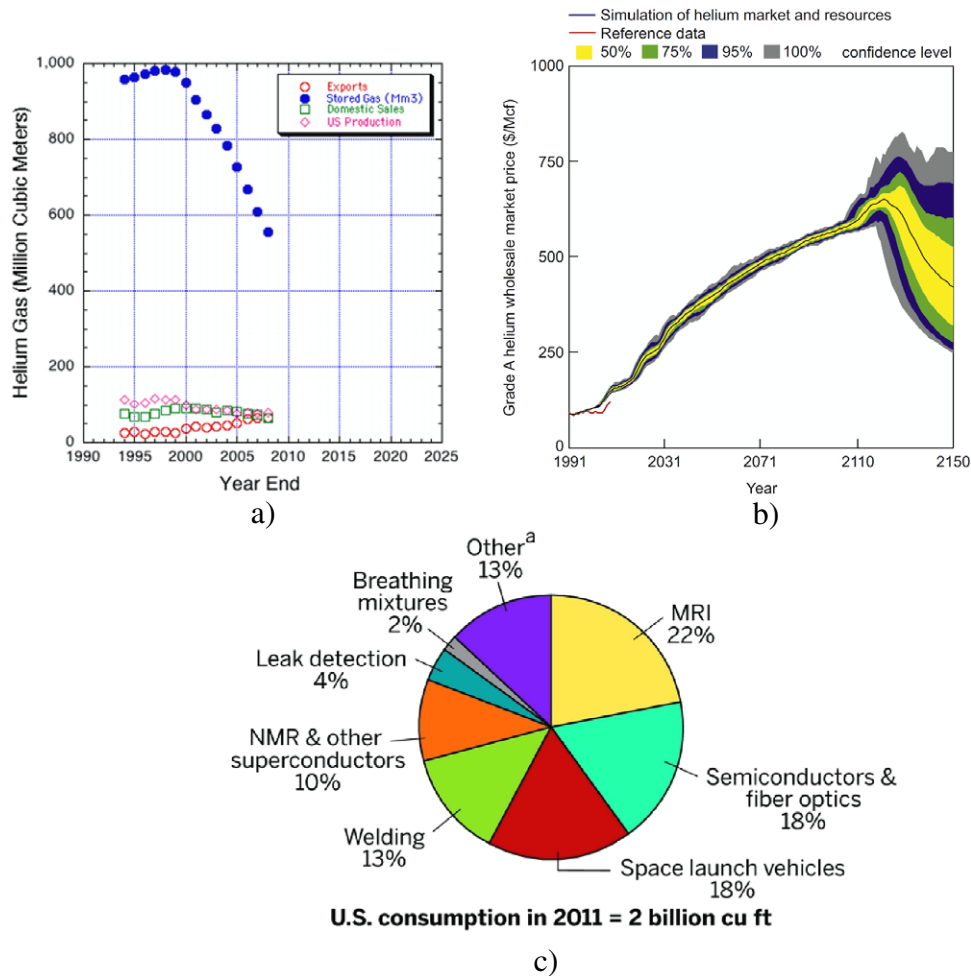 Exports
Stored Gas (Mm3)
Domestic Sales
US Production
Helium Gas (Million Cubic Meters)
1,000
800
600
400
200
0
1990 1995 2000 2005 2010 2015 2020 2025
Year End
a)
Simulation of helium market and resources
Reference data
50% 75% 95% 100% confidence level
Grade A helium wholesale market price ($/Mcf)
1000
750
500
250
0
1991 2031 2071 2110 2150
Year
b)
Other a
13%
Breathing
mixtures
2%
Leak detection
4%
NMR & other
superconductors
10%
Welding
13%
MRI
22%
Semiconductors &
fiber optics
18%
Space launch vehicles
18%
U.S. consumption in 2011 = 2 billion cu ft
c)